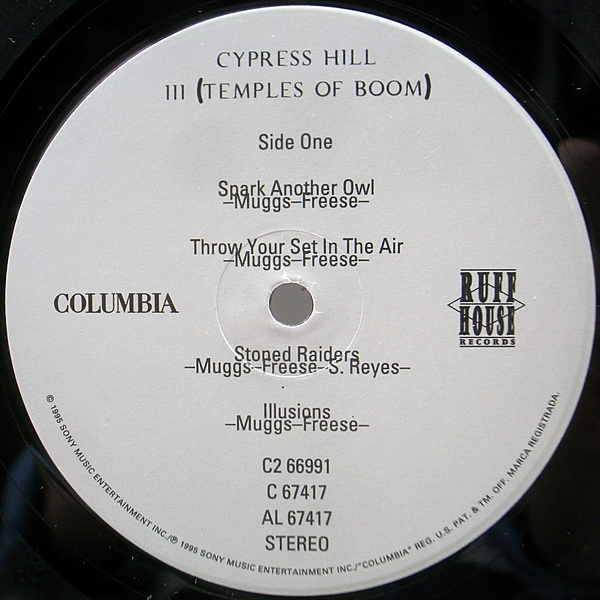 CYPRESS HILL
III (TEMPLES OF BOOM)
Side One
Spark Another Owl
–Muggs–Freese–
Throw Your Set In The Air
–Muggs–Freese–
COLUMBIA
RUFF
HOUSE
RECORDS
Stoned Raiders
–Muggs–Freese–S. Reyes–
Illusions
–Muggs–Freese–
C2 66991
C 67417
AL 67417
STEREO
© 1995 SONY MUSIC ENTERTAINMENT INC./℗ 1995 SONY MUSIC ENTERTAINMENT INC./"COLUMBIA" REG. U.S. PAT. & TM. OFF. MARCA REGISTRADA.